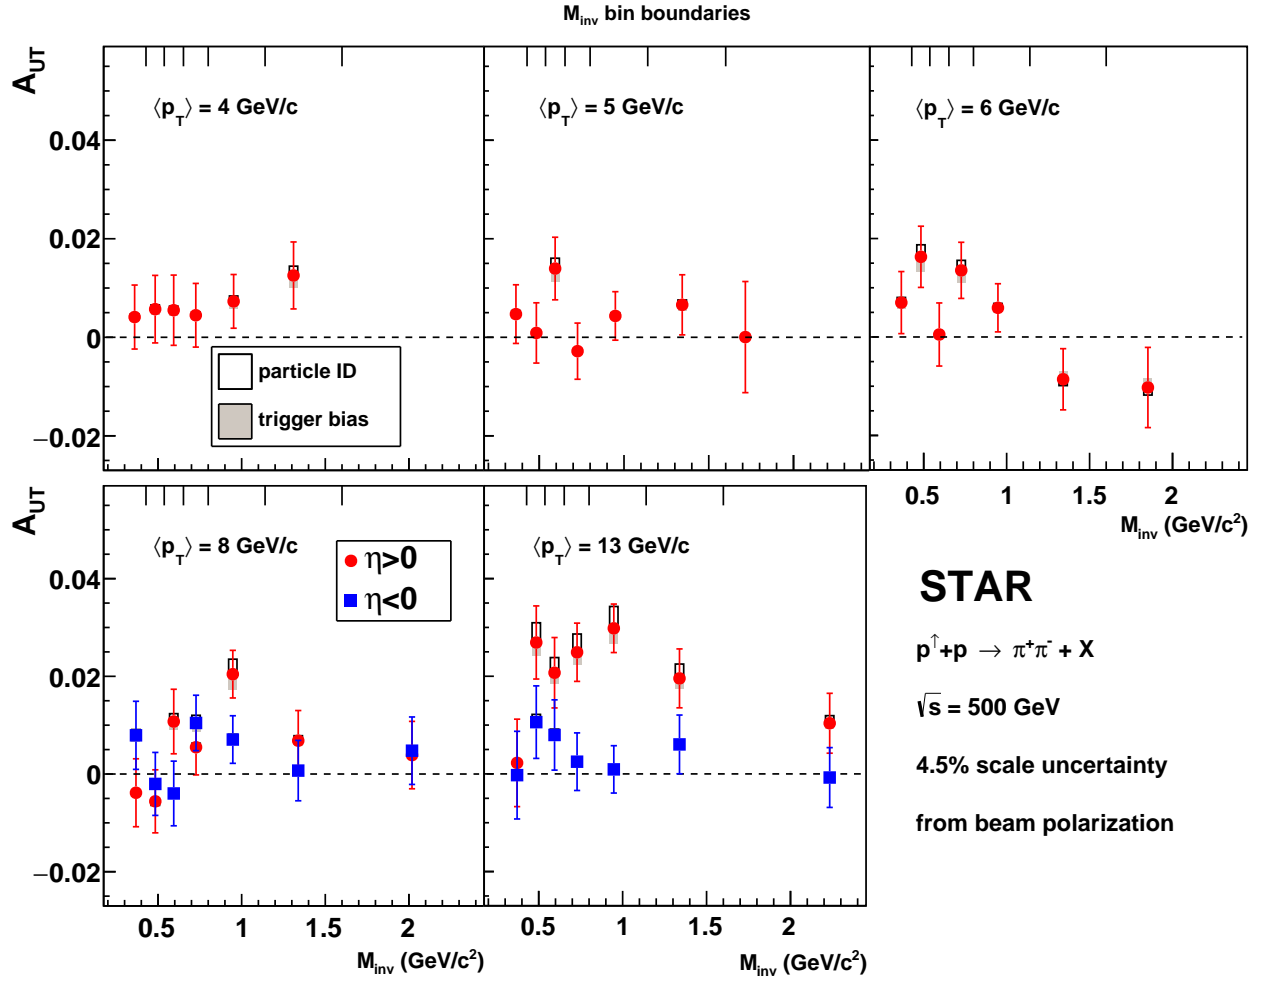 M_inv bin boundaries
A_UT
⟨p_T⟩ = 4 GeV/c
⟨p_T⟩ = 5 GeV/c
⟨p_T⟩ = 6 GeV/c
0.04
0.02
0
−0.02
particle ID
trigger bias
0.5 1 1.5 2
M_inv (GeV/c²)
A_UT
⟨p_T⟩ = 8 GeV/c
⟨p_T⟩ = 13 GeV/c
η>0
η<0
0.04
0.02
0
−0.02
0.5 1 1.5 2
0.5 1 1.5 2
M_inv (GeV/c²)
M_inv (GeV/c²)
STAR
p↑+p → π⁺π⁻ + X
√s = 500 GeV
4.5% scale uncertainty
from beam polarization